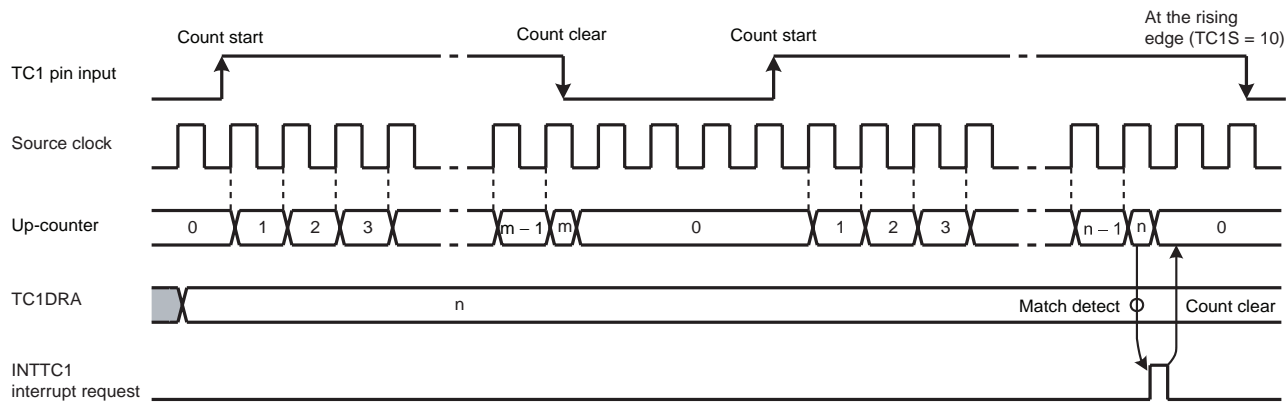 At the rising
edge (TC1S = 10)
Count start
Count clear
Count start
TC1 pin input
Source clock
Up-counter
0 1 2 3 m – 1 m 0 1 2 3 n – 1 n 0
TC1DRA
n
Match detect
Count clear
INTTC1
interrupt request